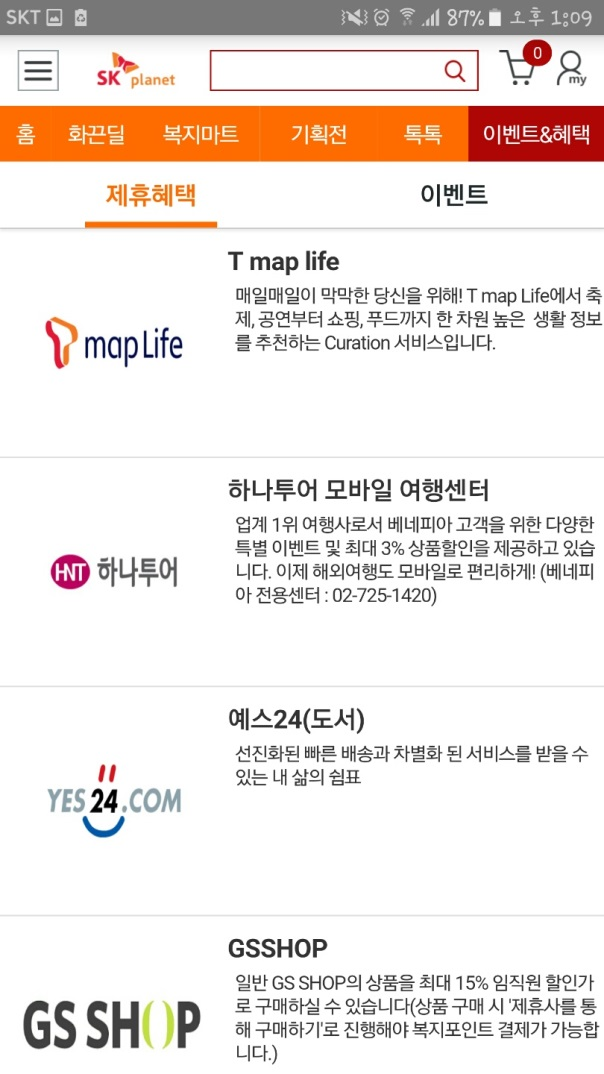 SKT 87% 오후 1:09
SK planet 0 my
홈 화끈딜 복지마트 기획전 톡톡 이벤트&혜택
제휴혜택 이벤트
T map life
매일매일이 막막한 당신을 위해! T map Life에서 축
제, 공연부터 쇼핑, 푸드까지 한 차원 높은 생활 정보
를 추천하는 Curation 서비스입니다.
map Life
하나투어 모바일 여행센터
업계 1위 여행사로서 베네피아 고객을 위한 다양한
특별 이벤트 및 최대 3% 상품할인을 제공하고 있습
니다. 이제 해외여행도 모바일로 편리하게! (베네피
아 전용센터 : 02-725-1420)
HNT 하나투어
예스24(도서)
선진화된 빠른 배송과 차별화 된 서비스를 받을 수
있는 내 삶의 쉼표
YES24.COM
GSSHOP
일반 GS SHOP의 상품을 최대 15% 임직원 할인가
로 구매하실 수 있습니다(상품 구매 시 '제휴사를 통
해 구매하기'로 진행해야 복지포인트 결제가 가능합
니다.)
GS SHOP